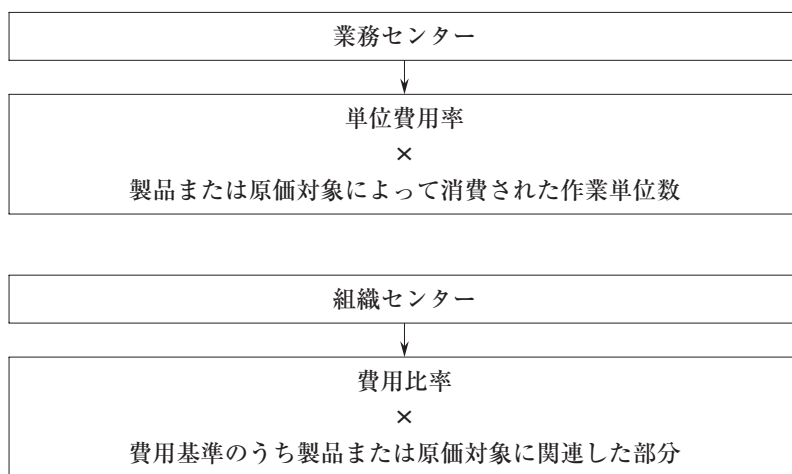 業務センター
単位費用率
×
製品または原価対象によって消費された作業単位数
組織センター
費用比率
×
費用基準のうち製品または原価対象に関連した部分